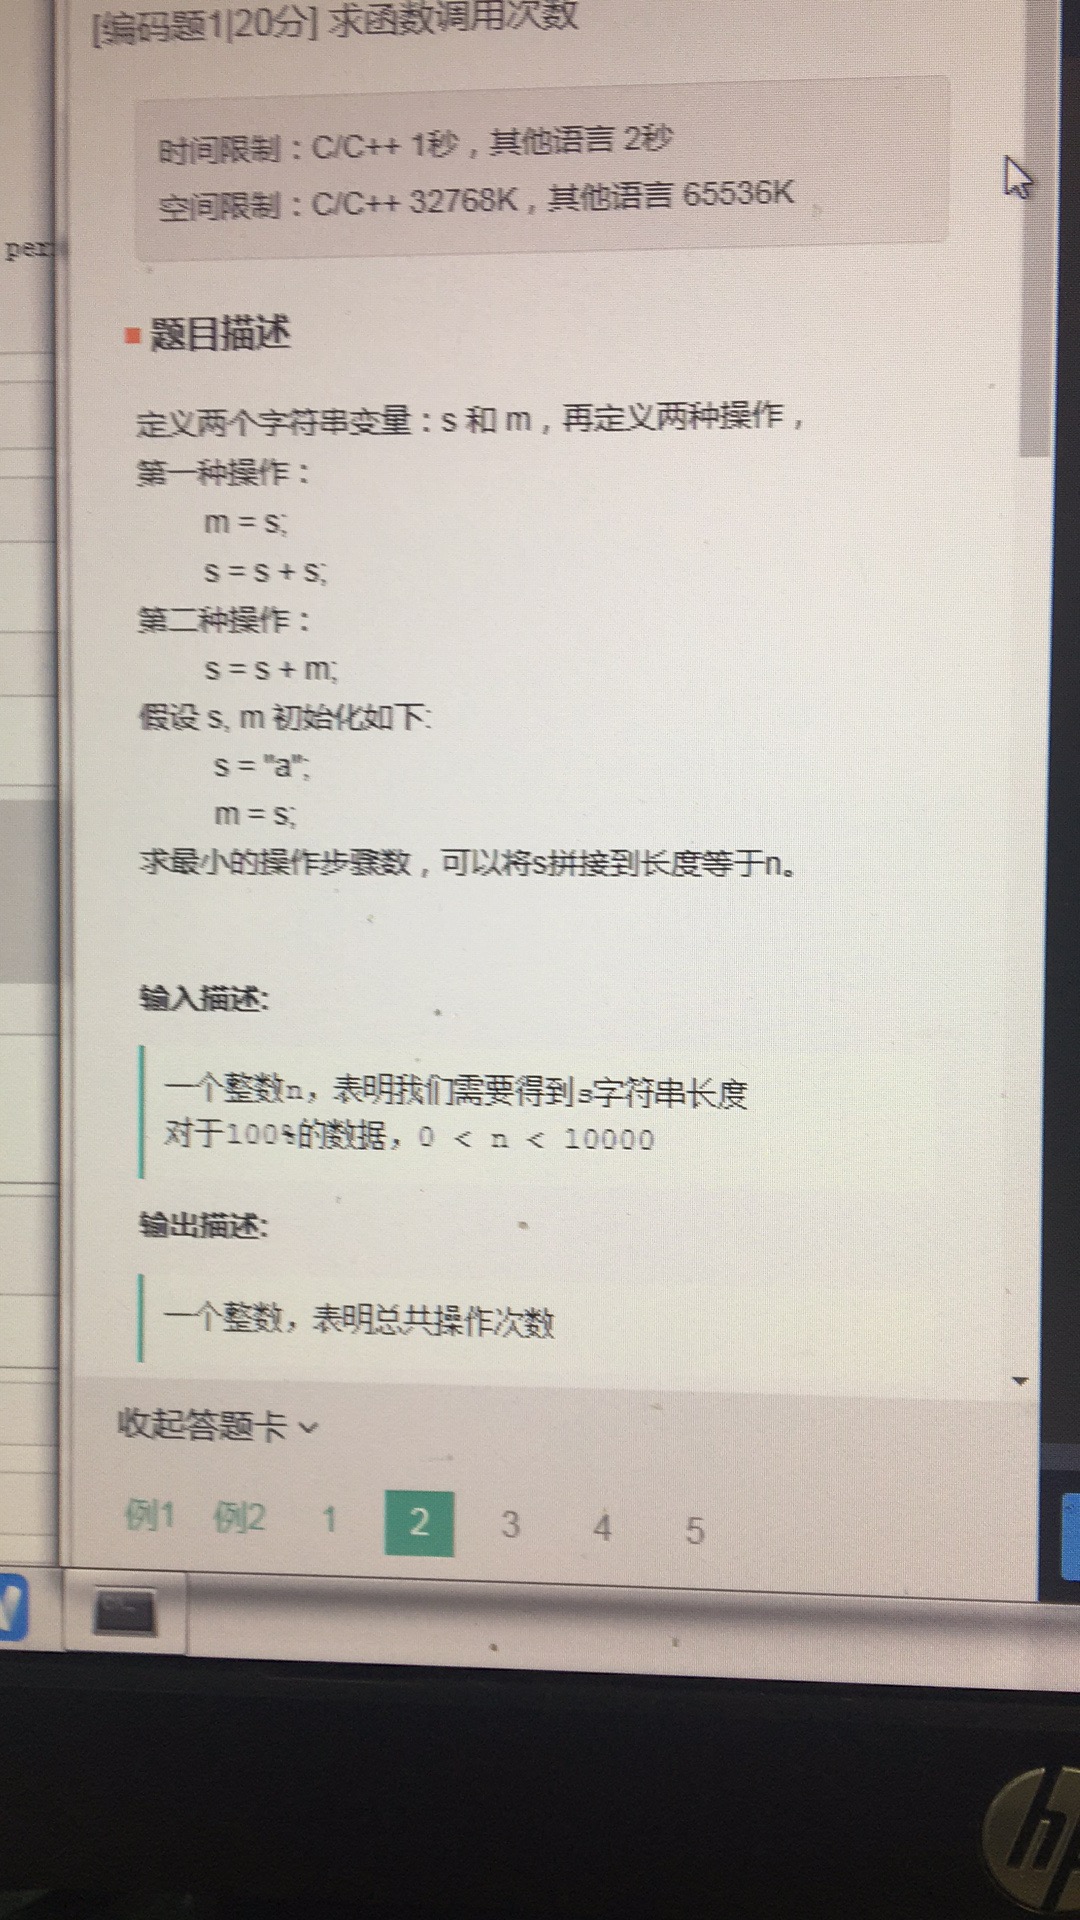 [编码题1|20分] 求函数调用次数
时间限制：C/C++ 1秒，其他语言 2秒
空间限制：C/C++ 32768K，其他语言 65536K
per
题目描述
定义两个字符串变量：s 和 m，再定义两种操作，
第一种操作：
m = s;
s = s + s;
第二种操作：
s = s + m;
假设 s, m 初始化如下:
s = "a";
m = s;
求最小的操作步骤数，可以将s拼接到长度等于n。
输入描述:
一个整数n，表明我们需要得到s字符串长度
对于100%的数据，0 < n < 10000
输出描述:
一个整数，表明总共操作次数
收起答题卡
例1 例2 1 2 3 4 5
hp